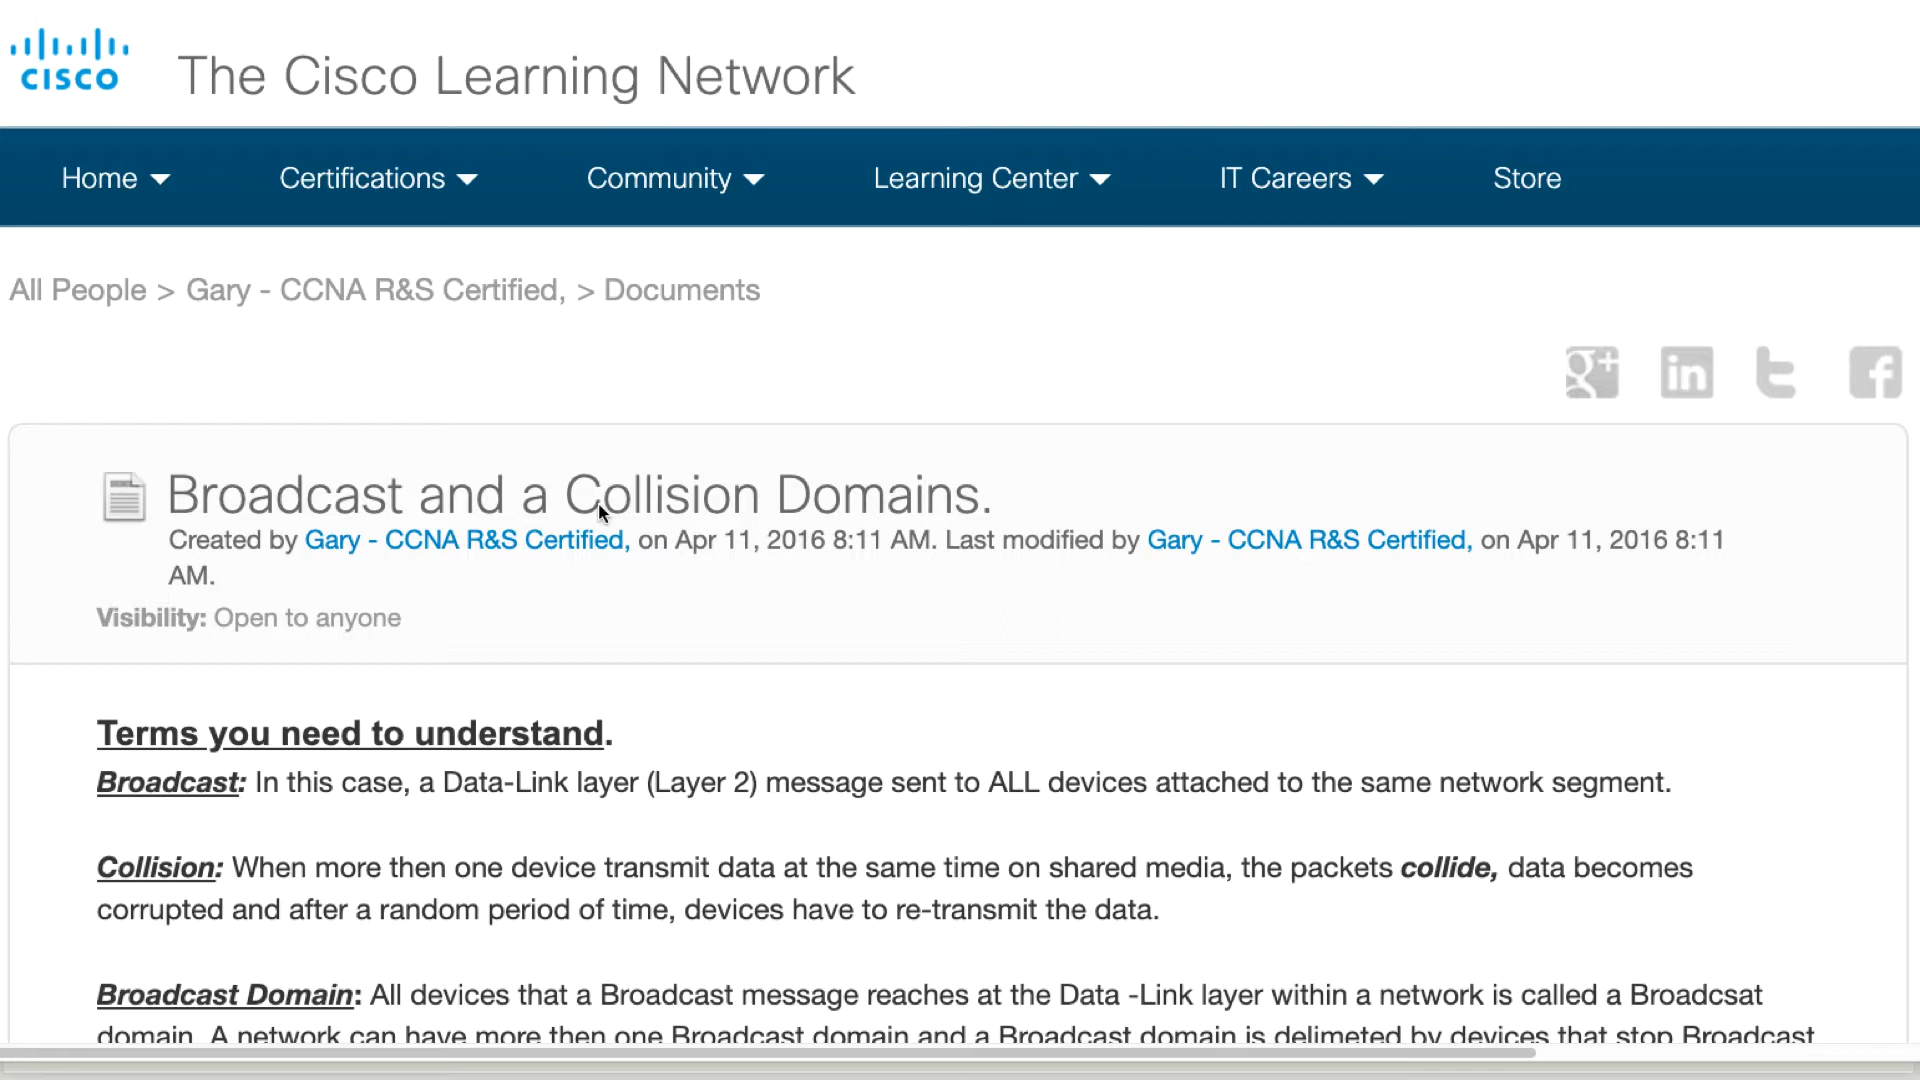 cisco
The Cisco Learning Network
Home
Certifications
Community
Learning Center
IT Careers
Store
All People > Gary - CCNA R&S Certified, > Documents
g+ in t f
Broadcast and a Collision Domains.
Created by Gary - CCNA R&S Certified, on Apr 11, 2016 8:11 AM. Last modified by Gary - CCNA R&S Certified, on Apr 11, 2016 8:11
AM.
Visibility: Open to anyone
Terms you need to understand.
Broadcast: In this case, a Data-Link layer (Layer 2) message sent to ALL devices attached to the same network segment.
Collision: When more then one device transmit data at the same time on shared media, the packets collide, data becomes
corrupted and after a random period of time, devices have to re-transmit the data.
Broadcast Domain: All devices that a Broadcast message reaches at the Data -Link layer within a network is called a Broadcsat
domain. A network can have more then one Broadcast domain and a Broadcast domain is delimeted by devices that stop Broadcast